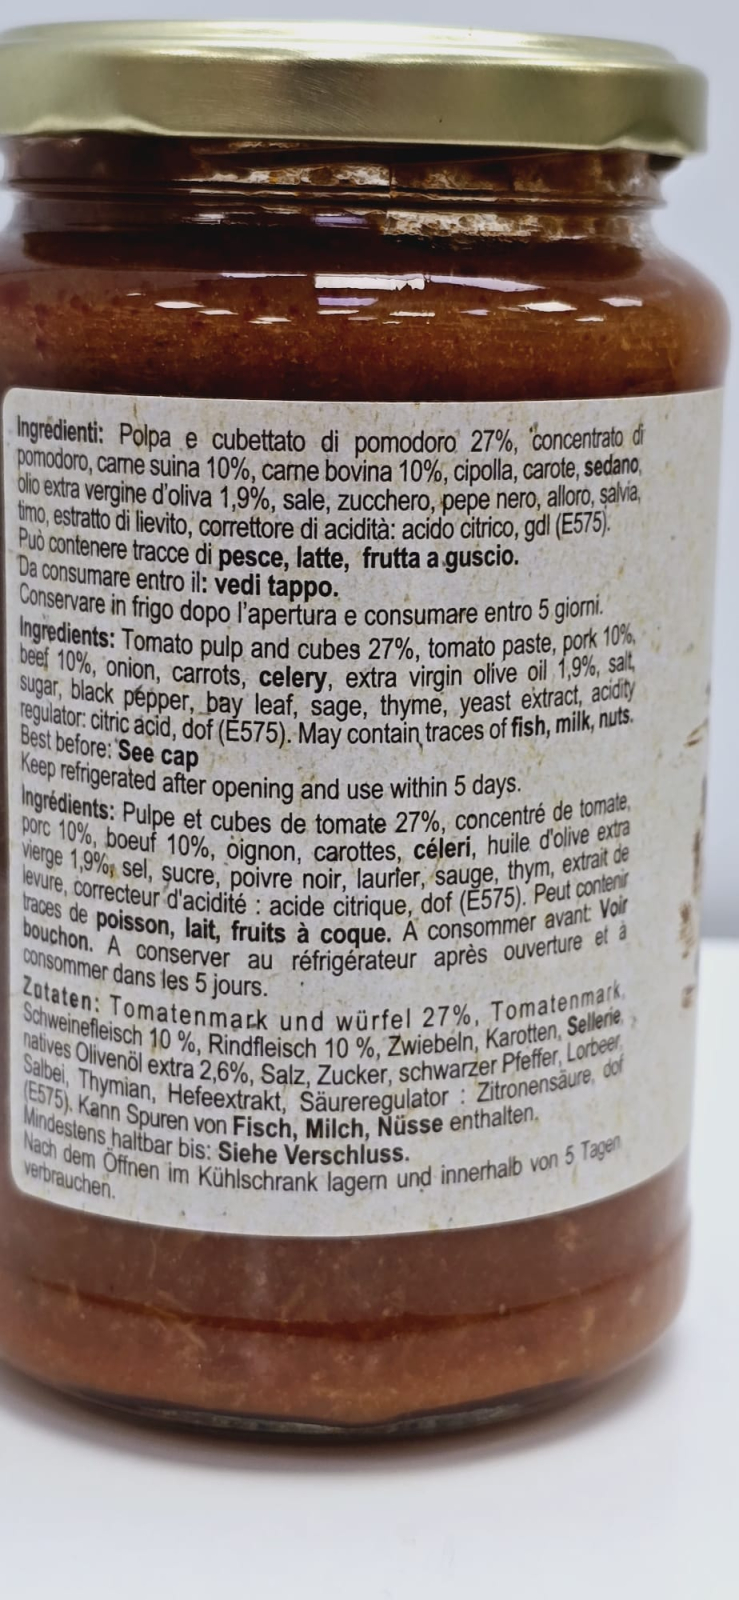 Ingredienti: Polpa e cubettato di pomodoro 27%, concentrato di
pomodoro, carne suina 10%, carne bovina 10%, cipolla, carote, sedano,
olio extra vergine d'oliva 1,9%, sale, zucchero, pepe nero, alloro, salvia,
timo, estratto di lievito, correttore di acidità: acido citrico, gdl (E575).
Può contenere tracce di pesce, latte, frutta a guscio.
Da consumare entro il: vedi tappo.
Conservare in frigo dopo l'apertura e consumare entro 5 giorni.
Ingredients: Tomato pulp and cubes 27%, tomato paste, pork 10%,
beef 10%, onion, carrots, celery, extra virgin olive oil 1,9%, salt,
sugar, black pepper, bay leaf, sage, thyme, yeast extract, acidity
regulator: citric acid, dof (E575). May contain traces of fish, milk, nuts.
Best before: See cap
Keep refrigerated after opening and use within 5 days.
Ingrédients: Pulpe et cubes de tomate 27%, concentré de tomate,
porc 10%, boeuf 10%, oignon, carottes, céleri, huile d'olive extra
vierge 1,9%, sel, sucre, poivre noir, laurier, sauge, thym, extrait de
levure, correcteur d'acidité : acide citrique, dof (E575). Peut contenir
traces de poisson, lait, fruits à coque. A consommer avant: Voir
bouchon. A conserver au réfrigérateur après ouverture et à
consommer dans les 5 jours.
Zutaten: Tomatenmark und würfel 27%, Tomatenmark,
Schweinefleisch 10 %, Rindfleisch 10 %, Zwiebeln, Karotten, Sellerie,
natives Olivenöl extra 2,6%, Salz, Zucker, schwarzer Pfeffer, Lorbeer,
Salbei, Thymian, Hefeextrakt, Säureregulator : Zitronensäure, dof
(E575). Kann Spuren von Fisch, Milch, Nüsse enthalten.
Mindestens haltbar bis: Siehe Verschluss.
Nach dem Öffnen im Kühlschrank lagern und innerhalb von 5 Tagen
verbrauchen.